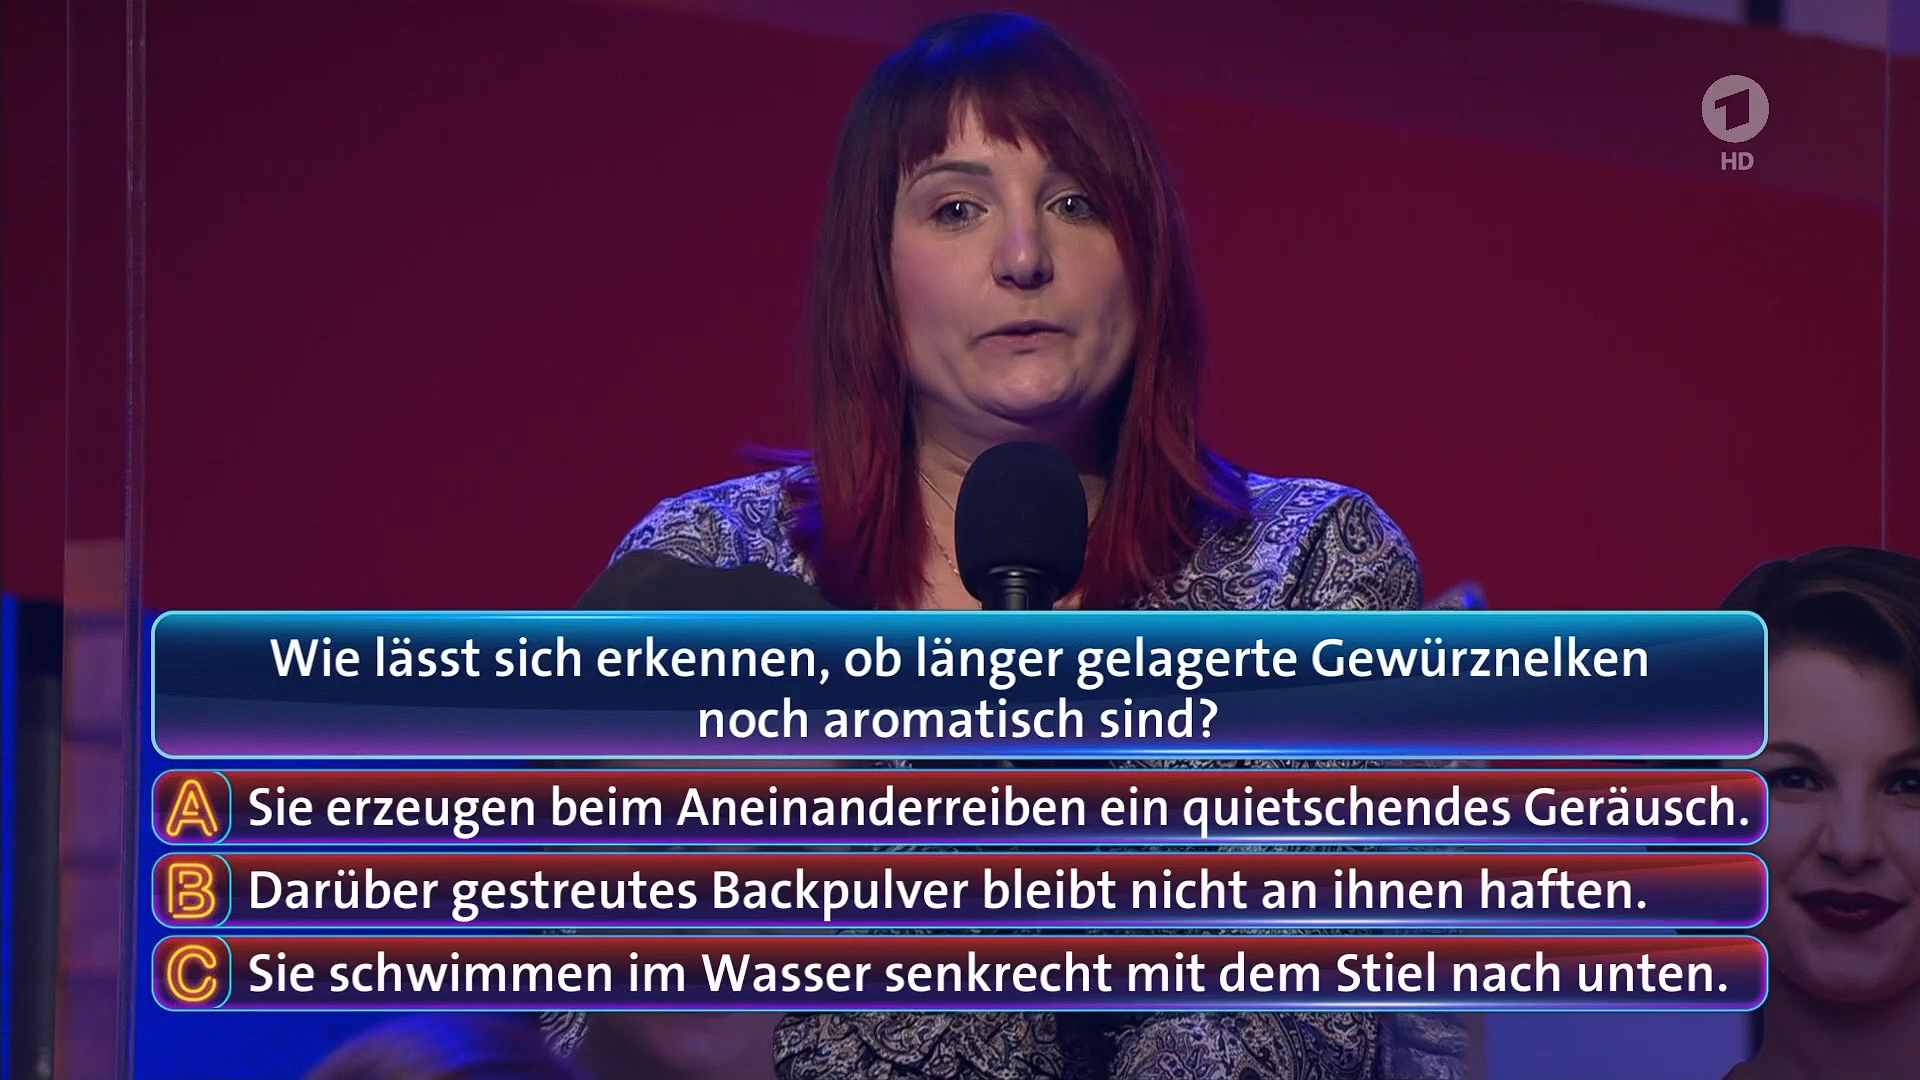 1
HD
Wie lässt sich erkennen, ob länger gelagerte Gewürznelken
noch aromatisch sind?
A Sie erzeugen beim Aneinanderreiben ein quietschendes Geräusch.
B Darüber gestreutes Backpulver bleibt nicht an ihnen haften.
C Sie schwimmen im Wasser senkrecht mit dem Stiel nach unten.